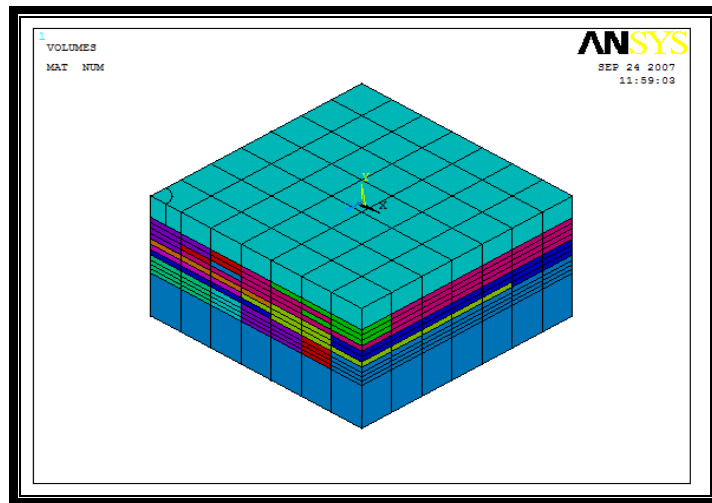 1
VOLUMES
MAT NUM
ANSYS
SEP 24 2007
11:59:03
Y
X